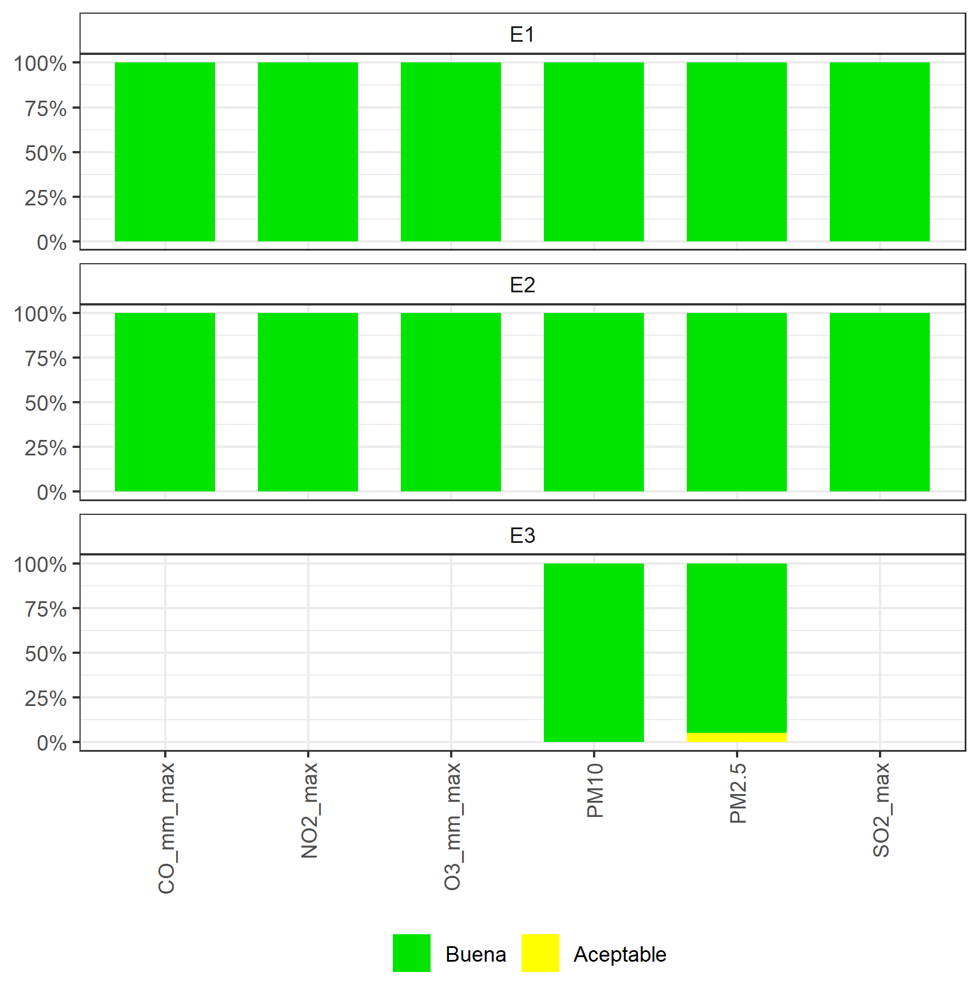 E1
100%
75%
50%
25%
0%
E2
100%
75%
50%
25%
0%
E3
100%
75%
50%
25%
0%
CO_mm_max
NO2_max
O3_mm_max
PM10
PM2.5
SO2_max
Buena
Aceptable